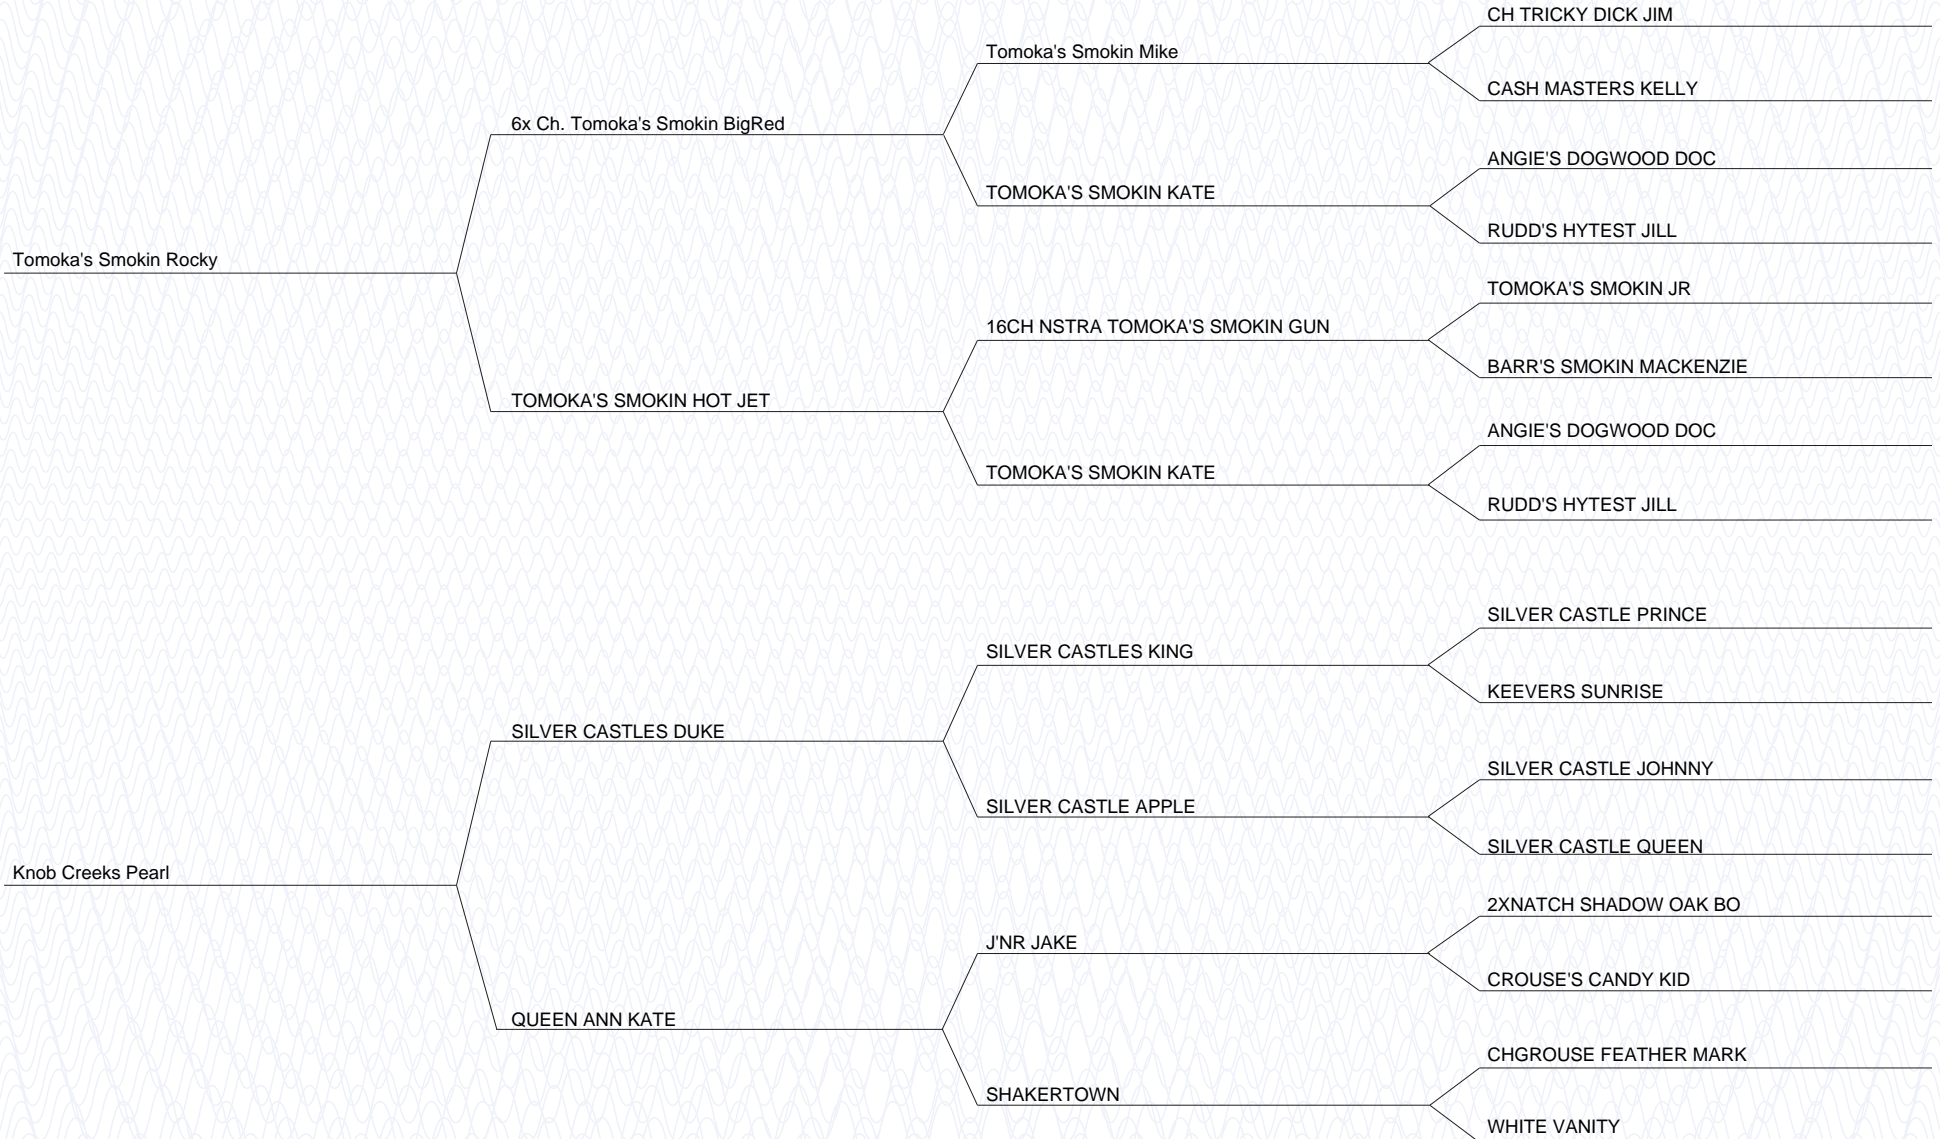 CH TRICKY DICK JIM
Tomoka's Smokin Mike
CASH MASTERS KELLY
6x Ch. Tomoka's Smokin BigRed
ANGIE'S DOGWOOD DOC
TOMOKA'S SMOKIN KATE
RUDD'S HYTEST JILL
Tomoka's Smokin Rocky
TOMOKA'S SMOKIN JR
16CH NSTRA TOMOKA'S SMOKIN GUN
BARR'S SMOKIN MACKENZIE
TOMOKA'S SMOKIN HOT JET
ANGIE'S DOGWOOD DOC
TOMOKA'S SMOKIN KATE
RUDD'S HYTEST JILL
SILVER CASTLE PRINCE
SILVER CASTLES KING
KEEVERS SUNRISE
SILVER CASTLES DUKE
SILVER CASTLE JOHNNY
SILVER CASTLE APPLE
SILVER CASTLE QUEEN
Knob Creeks Pearl
2XNATCH SHADOW OAK BO
J'NR JAKE
CROUSE'S CANDY KID
QUEEN ANN KATE
CHGROUSE FEATHER MARK
SHAKERTOWN
WHITE VANITY